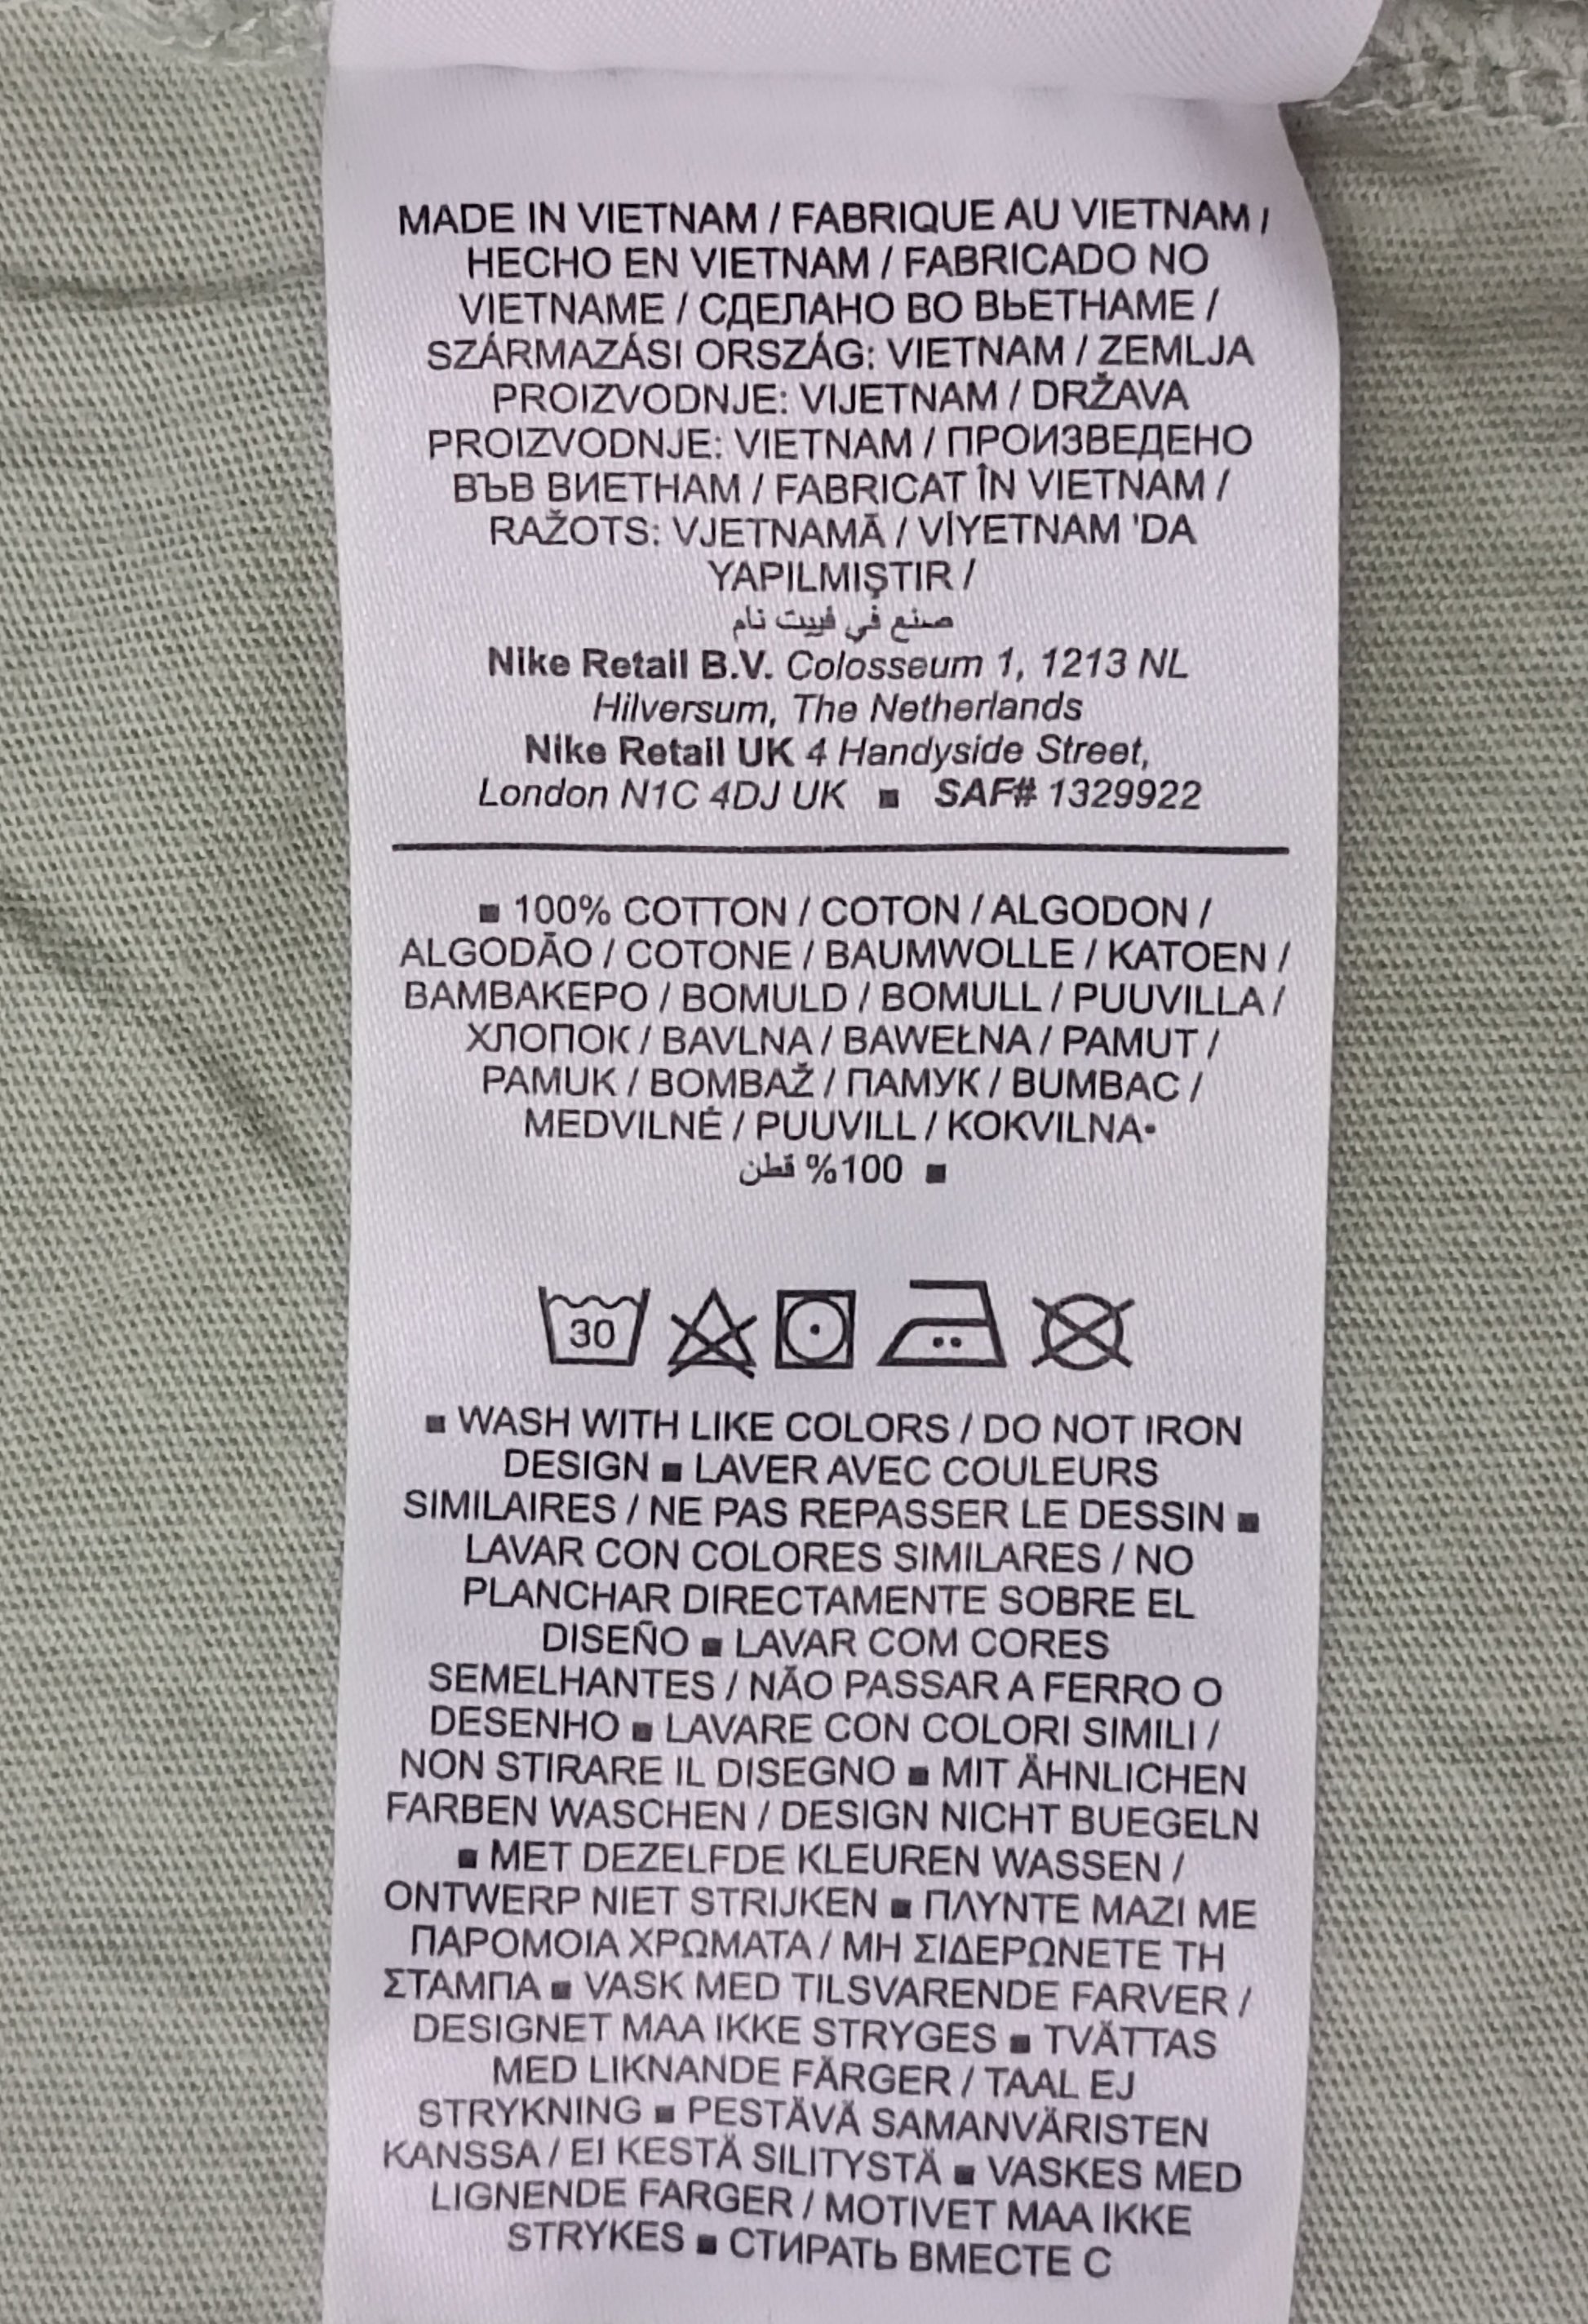 MADE IN VIETNAM / FABRIQUE AU VIETNAM /
HECHO EN VIETNAM / FABRICADO NO
VIETNAME / СДЕЛАНО ВО ВЬЕТНАМЕ /
SZÁRMAZÁSI ORSZÁG: VIETNAM / ZEMLJA
PROIZVODNJE: VIJETNAM / DRŽAVA
PROIZVODNJE: VIETNAM / ПРОИЗВЕДЕНО
ВЪВ ВИЕТНАМ / FABRICAT ÎN VIETNAM /
RAŽOTS: VJETNAMĀ / VİYETNAM 'DA
YAPILMIŞTIR /
صنع في فييت نام
Nike Retail B.V. Colosseum 1, 1213 NL
Hilversum, The Netherlands
Nike Retail UK 4 Handyside Street,
London N1C 4DJ UK ■ SAF# 1329922
■ 100% COTTON / COTON / ALGODON /
ALGODÃO / COTONE / BAUMWOLLE / KATOEN /
ΒΑΜΒΑΚΕΡΟ / BOMULD / BOMULL / PUUVILLA /
ХЛОПОК / BAVLNA / BAWEŁNA / PAMUT /
PAMUK / BOMBAŽ / ПАМУК / BUMBAC /
MEDVILNĖ / PUUVILL / KOKVILNA•
■ 100% قطن
30
■ WASH WITH LIKE COLORS / DO NOT IRON
DESIGN ■ LAVER AVEC COULEURS
SIMILAIRES / NE PAS REPASSER LE DESSIN ■
LAVAR CON COLORES SIMILARES / NO
PLANCHAR DIRECTAMENTE SOBRE EL
DISEÑO ■ LAVAR COM CORES
SEMELHANTES / NÃO PASSAR A FERRO O
DESENHO ■ LAVARE CON COLORI SIMILI /
NON STIRARE IL DISEGNO ■ MIT ÄHNLICHEN
FARBEN WASCHEN / DESIGN NICHT BUEGELN
■ MET DEZELFDE KLEUREN WASSEN /
ONTWERP NIET STRIJKEN ■ ΠΛΥΝΤΕ ΜΑΖΙ ΜΕ
ΠΑΡΟΜΟΙΑ ΧΡΩΜΑΤΑ / ΜΗ ΣΙΔΕΡΩΝΕΤΕ ΤΗ
ΣΤΑΜΠΑ ■ VASK MED TILSVARENDE FARVER /
DESIGNET MAA IKKE STRYGES ■ TVÄTTAS
MED LIKNANDE FÄRGER / TAAL EJ
STRYKNING ■ PESTÄVÄ SAMANVÄRISTEN
KANSSA / EI KESTÄ SILITYSTÄ ■ VASKES MED
LIGNENDE FARGER / MOTIVET MAA IKKE
STRYKES ■ СТИРАТЬ ВМЕСТЕ С